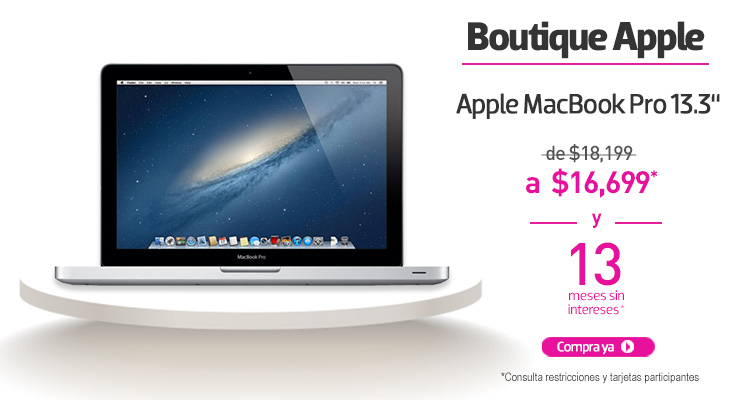 Boutique Apple
Apple MacBook Pro 13.3"
de $18,199
a $16,699*
y
13
meses sin
intereses*
Compra ya
*Consulta restricciones y tarjetas participantes
MacBook Pro